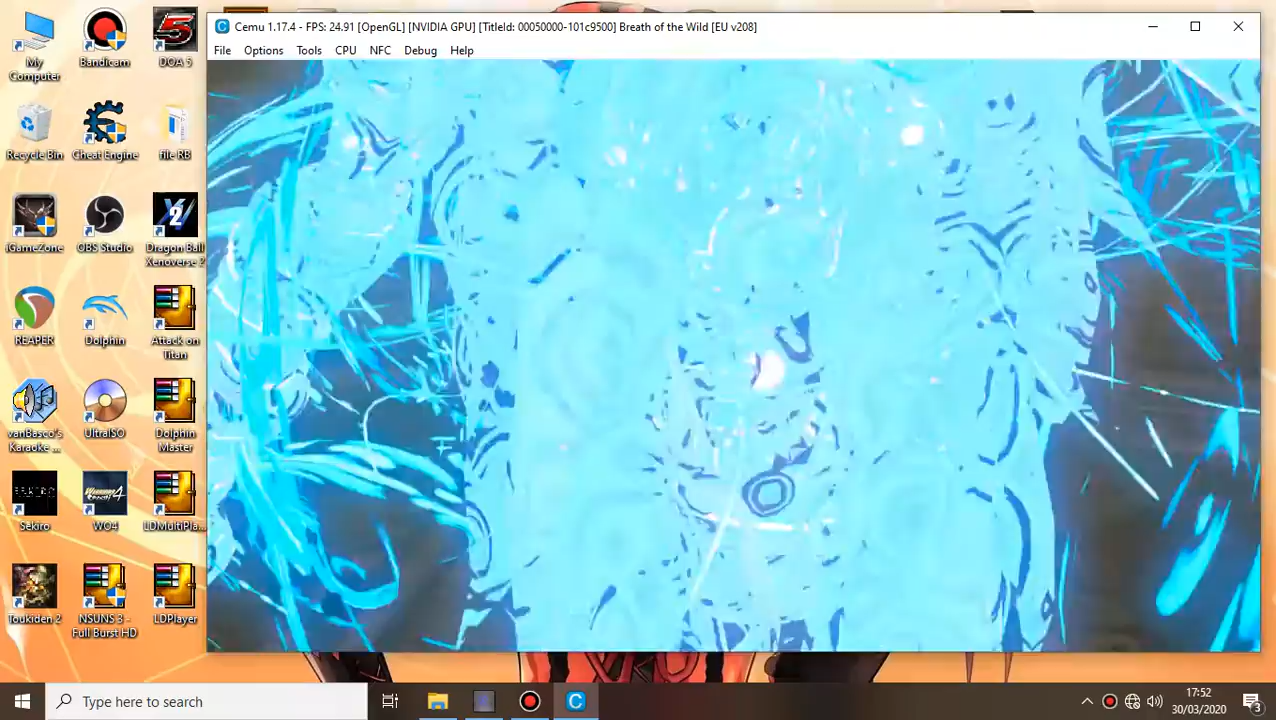 Cemu 1.17.4 - FPS: 24.91 [OpenGL] [NVIDIA GPU] [TitleId: 00050000-101c9500] Breath of the Wild [EU v208]
File Options Tools CPU NFC Debug Help
My Computer
Bandicam
DOA 5
Recycle Bin
Cheat Engine
file RB
iGameZone
OBS Studio
Dragon Ball Xenoverse 2
REAPER
Dolphin
Attack on Titan
vanBasco's Karaoke ...
UltraISO
Dolphin Master
SEKIRO
Sekiro
WO4
LDMultiPla...
Toukiden 2
NSUNS 3 - Full Burst HD
LDPlayer
Type here to search
17:52
30/03/2020
3